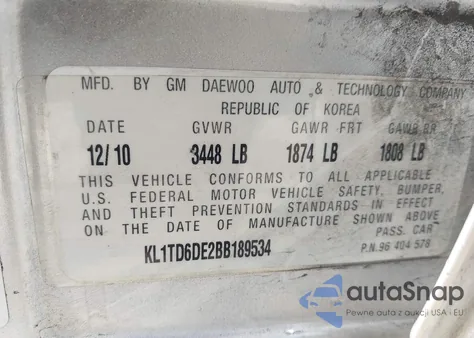 MFD. BY GM DAEWOO AUTO & TECHNOLOGY COMPANY
REPUBLIC OF KOREA
DATE GVWR GAWR FRT GAWR RR
12/10 3448 LB 1874 LB 1808 LB
THIS VEHICLE CONFORMS TO ALL APPLICABLE
U.S. FEDERAL MOTOR VEHICLE SAFETY, BUMPER,
AND THEFT PREVENTION STANDARDS IN EFFECT
ON THE DATE OF MANUFACTURE SHOWN ABOVE
PASS. CAR
KL1TD6DE2BB189534 P.N.96 404 578
autoSnap
Pewne auta z aukcji USA - EU